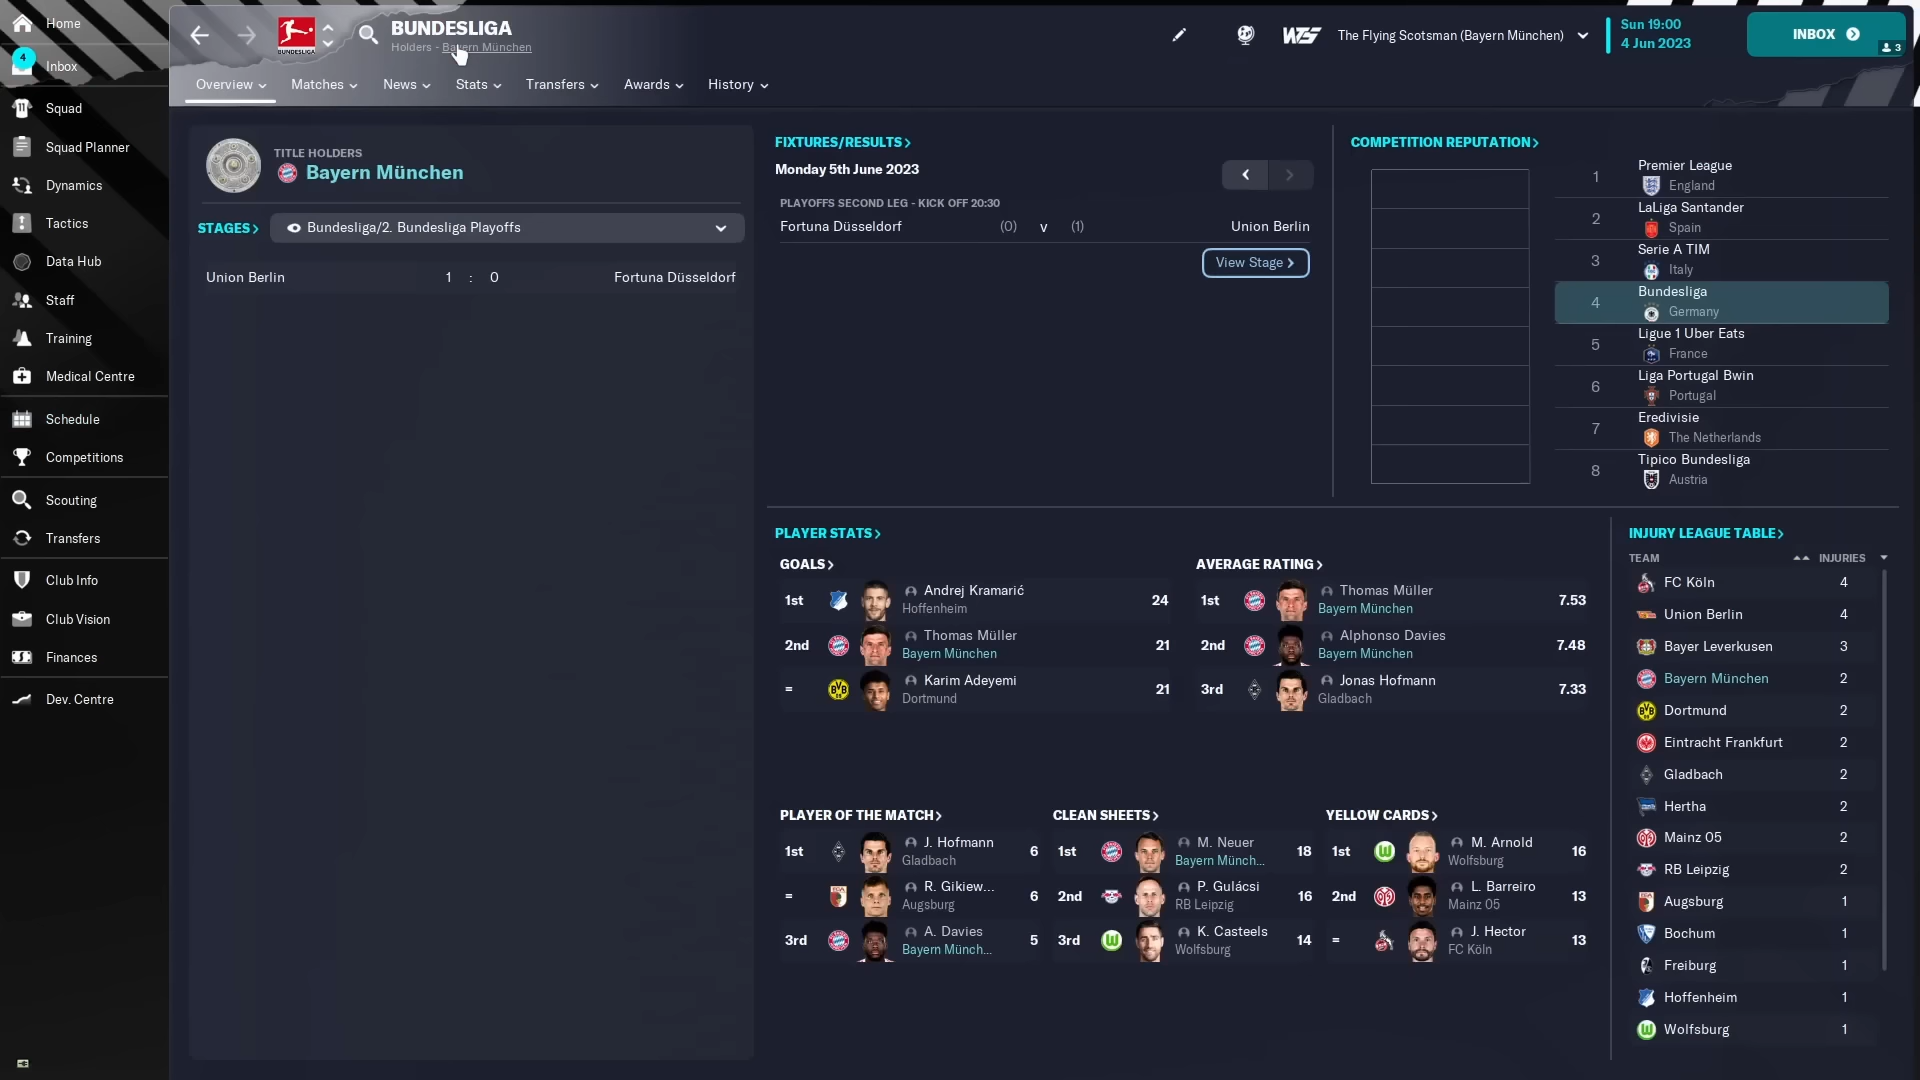 Home
4
Inbox
Squad
Squad Planner
Dynamics
Tactics
Data Hub
Staff
Training
Medical Centre
Schedule
Competitions
Scouting
Transfers
Club Info
Club Vision
Finances
Dev. Centre
BUNDESLIGA
BUNDESLIGA
Holders - Bayern München
The Flying Scotsman (Bayern München)
Sun 19:00
4 Jun 2023
INBOX
3
Overview
Matches
News
Stats
Transfers
Awards
History
TITLE HOLDERS
Bayern München
STAGES
Bundesliga/2. Bundesliga Playoffs
Union Berlin 1 : 0 Fortuna Düsseldorf
FIXTURES/RESULTS
Monday 5th June 2023
PLAYOFFS SECOND LEG - KICK OFF 20:30
Fortuna Düsseldorf (0) v (1) Union Berlin
View Stage
COMPETITION REPUTATION
1 Premier League
England
2 LaLiga Santander
Spain
3 Serie A TIM
Italy
4 Bundesliga
Germany
5 Ligue 1 Uber Eats
France
6 Liga Portugal Bwin
Portugal
7 Eredivisie
The Netherlands
8 Tipico Bundesliga
Austria
PLAYER STATS
GOALS
1st Andrej Kramarić 24
Hoffenheim
2nd Thomas Müller 21
Bayern München
= Karim Adeyemi 21
Dortmund
AVERAGE RATING
1st Thomas Müller 7.53
Bayern München
2nd Alphonso Davies 7.48
Bayern München
3rd Jonas Hofmann 7.33
Gladbach
PLAYER OF THE MATCH
1st J. Hofmann 6
Gladbach
= R. Gikiew... 6
Augsburg
3rd A. Davies 5
Bayern Münch...
CLEAN SHEETS
1st M. Neuer 18
Bayern Münch...
2nd P. Gulácsi 16
RB Leipzig
3rd K. Casteels 14
Wolfsburg
YELLOW CARDS
1st M. Arnold 16
Wolfsburg
2nd L. Barreiro 13
Mainz 05
= J. Hector 13
FC Köln
INJURY LEAGUE TABLE
TEAM INJURIES
FC Köln 4
Union Berlin 4
Bayer Leverkusen 3
Bayern München 2
Dortmund 2
Eintracht Frankfurt 2
Gladbach 2
Hertha 2
Mainz 05 2
RB Leipzig 2
Augsburg 1
Bochum 1
Freiburg 1
Hoffenheim 1
Wolfsburg 1